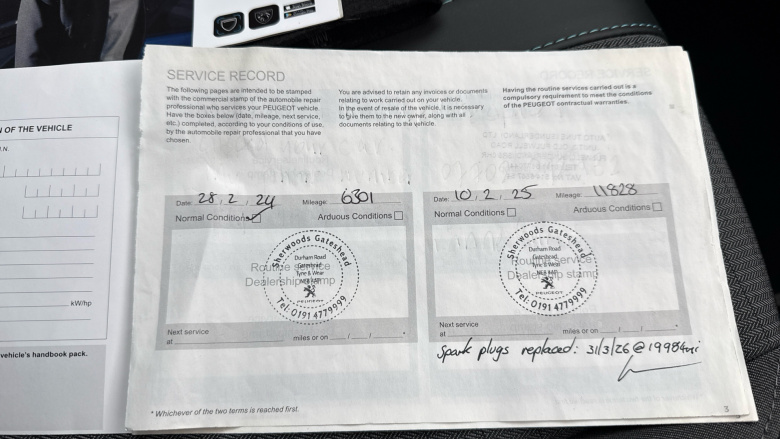 SERVICE RECORD
The following pages are intended to be stamped
with the commercial stamp of the automobile repair
professional who services your PEUGEOT vehicle.
Have the boxes below (date, mileage, next service,
etc.) completed, according to your conditions of use,
by the automobile repair professional that you have
chosen.
You are advised to retain any invoices or documents
relating to work carried out on your vehicle.
In the event of resale of the vehicle, it is necessary
to give them to the new owner, along with all
documents relating to the vehicle.
Having the routine services carried out is a
compulsory requirement to meet the conditions
of the PEUGEOT contractual warranties.
N OF THE VEHICLE
I.N.
kW/hp
vehicle's handbook pack.
Date: 28, 2, 24 Mileage: 6301
Normal Conditions Arduous Conditions
Sherwoods Gateshead
Durham Road
Gateshead
Tyne & Wear
PEUGEOT
Tel. 0191 4779999
Routine service
Dealership stamp
Next service
at miles or on / / *
Date: 10, 2, 25 Mileage: 11828
Normal Conditions Arduous Conditions
Sherwoods Gateshead
Durham Road
Gateshead
Tyne & Wear
PEUGEOT
Tel. 0191 4779999
Routine service
Dealership stamp
Next service
at miles or on / / *
Spark plugs replaced: 31/3/26 @ 19984mi
* Whichever of the two terms is reached first.
3